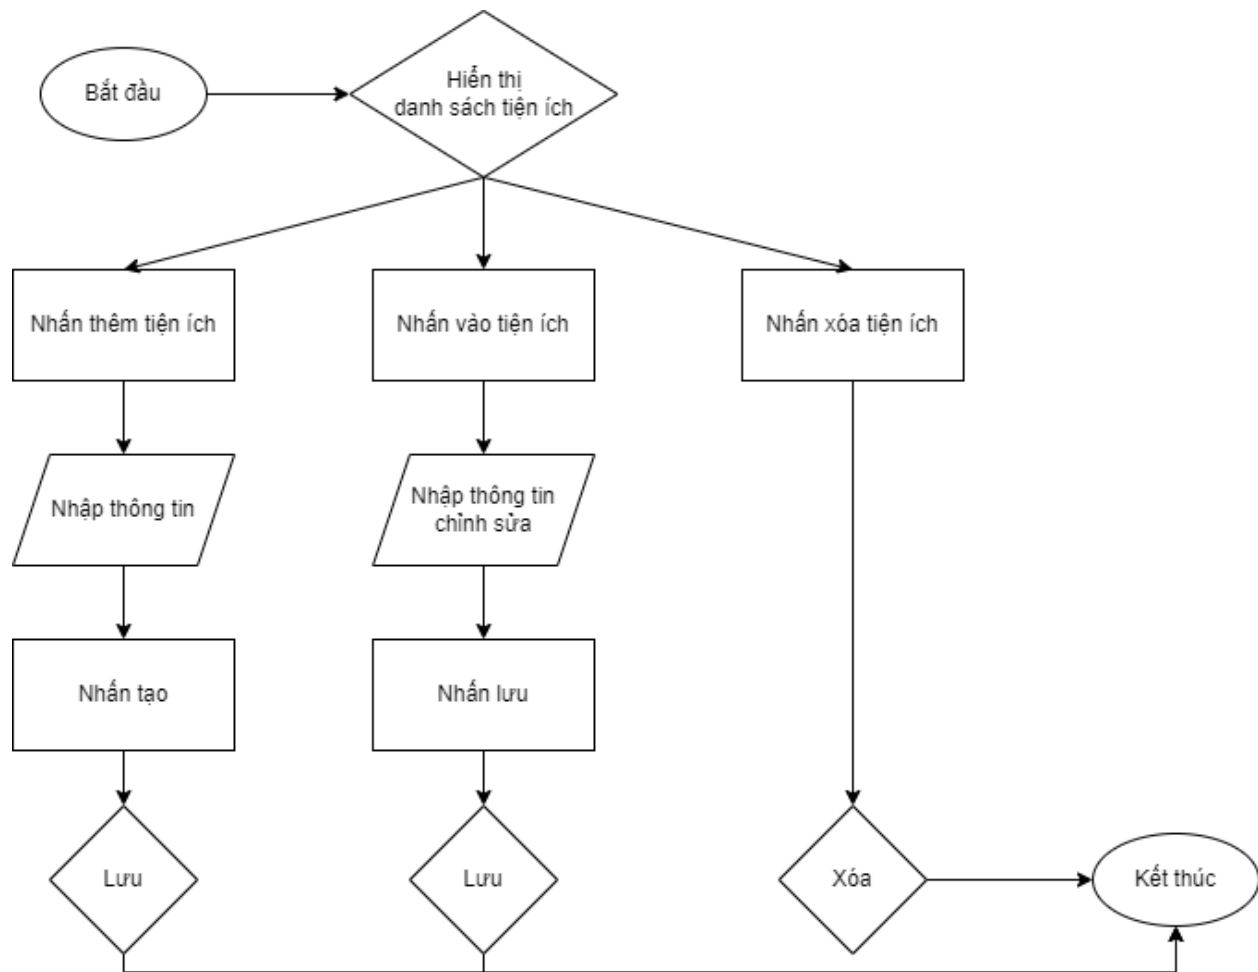 Bắt đầu
Hiển thị
danh sách tiện ích
Nhấn thêm tiện ích
Nhấn vào tiện ích
Nhấn xóa tiện ích
Nhập thông tin
Nhập thông tin
chỉnh sửa
Nhấn tạo
Nhấn lưu
Lưu
Lưu
Xóa
Kết thúc